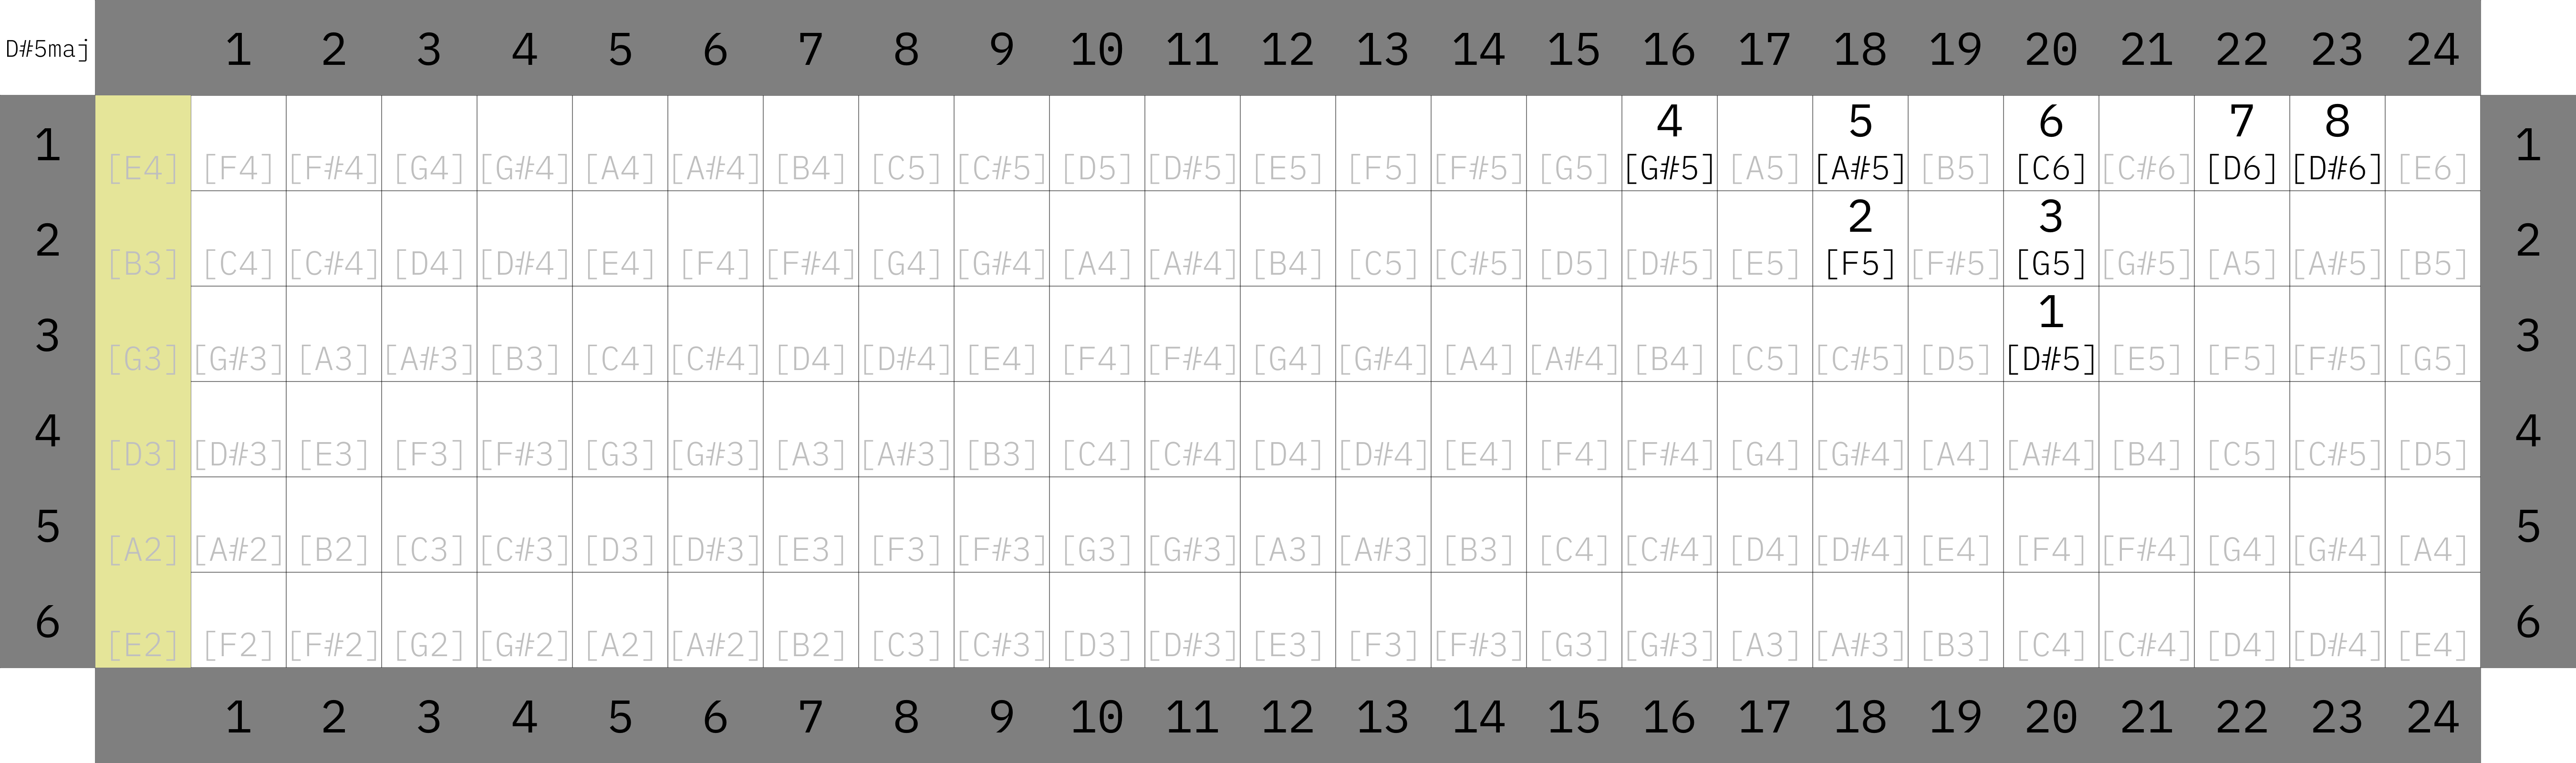 D#5maj 1 2 3 4 5 6 7 8 9 10 11 12 13 14 15 16 17 18 19 20 21 22 23 24
4 5 6 7 8
1 [E4] [F4] [F#4] [G4] [G#4] [A4] [A#4] [B4] [C5] [C#5] [D5] [D#5] [E5] [F5] [F#5] [G5] [G#5] [A5] [A#5] [B5] [C6] [C#6] [D6] [D#6] [E6] 1
2 3
2 [B3] [C4] [C#4] [D4] [D#4] [E4] [F4] [F#4] [G4] [G#4] [A4] [A#4] [B4] [C5] [C#5] [D5] [D#5] [E5] [F5] [F#5] [G5] [G#5] [A5] [A#5] [B5] 2
1
3 [G3] [G#3] [A3] [A#3] [B3] [C4] [C#4] [D4] [D#4] [E4] [F4] [F#4] [G4] [G#4] [A4] [A#4] [B4] [C5] [C#5] [D5] [D#5] [E5] [F5] [F#5] [G5] 3
4 [D3] [D#3] [E3] [F3] [F#3] [G3] [G#3] [A3] [A#3] [B3] [C4] [C#4] [D4] [D#4] [E4] [F4] [F#4] [G4] [G#4] [A4] [A#4] [B4] [C5] [C#5] [D5] 4
5 [A2] [A#2] [B2] [C3] [C#3] [D3] [D#3] [E3] [F3] [F#3] [G3] [G#3] [A3] [A#3] [B3] [C4] [C#4] [D4] [D#4] [E4] [F4] [F#4] [G4] [G#4] [A4] 5
6 [E2] [F2] [F#2] [G2] [G#2] [A2] [A#2] [B2] [C3] [C#3] [D3] [D#3] [E3] [F3] [F#3] [G3] [G#3] [A3] [A#3] [B3] [C4] [C#4] [D4] [D#4] [E4] 6
1 2 3 4 5 6 7 8 9 10 11 12 13 14 15 16 17 18 19 20 21 22 23 24